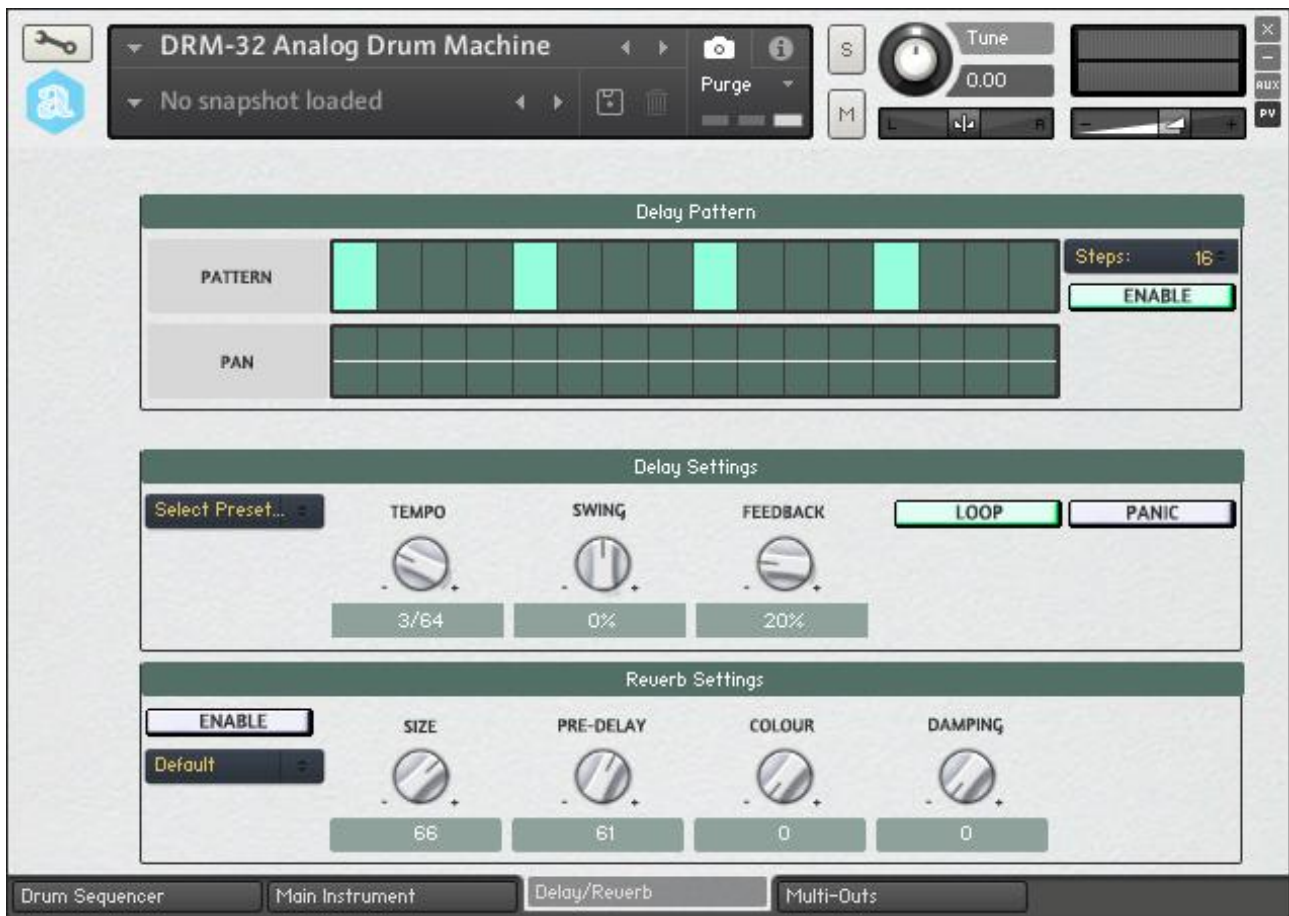 DRM-32 Analog Drum Machine
No snapshot loaded
Purge
S
M
Tune
0.00
L
R
AUX
PV
Delay Pattern
PATTERN
Steps: 16
ENABLE
PAN
Delay Settings
Select Preset...
TEMPO
SWING
FEEDBACK
LOOP
PANIC
- +
- +
- +
3/64
0%
20%
Reverb Settings
ENABLE
Default
SIZE
PRE-DELAY
COLOUR
DAMPING
- +
- +
- +
- +
66
61
0
0
Drum Sequencer
Main Instrument
Delay/Reverb
Multi-Outs